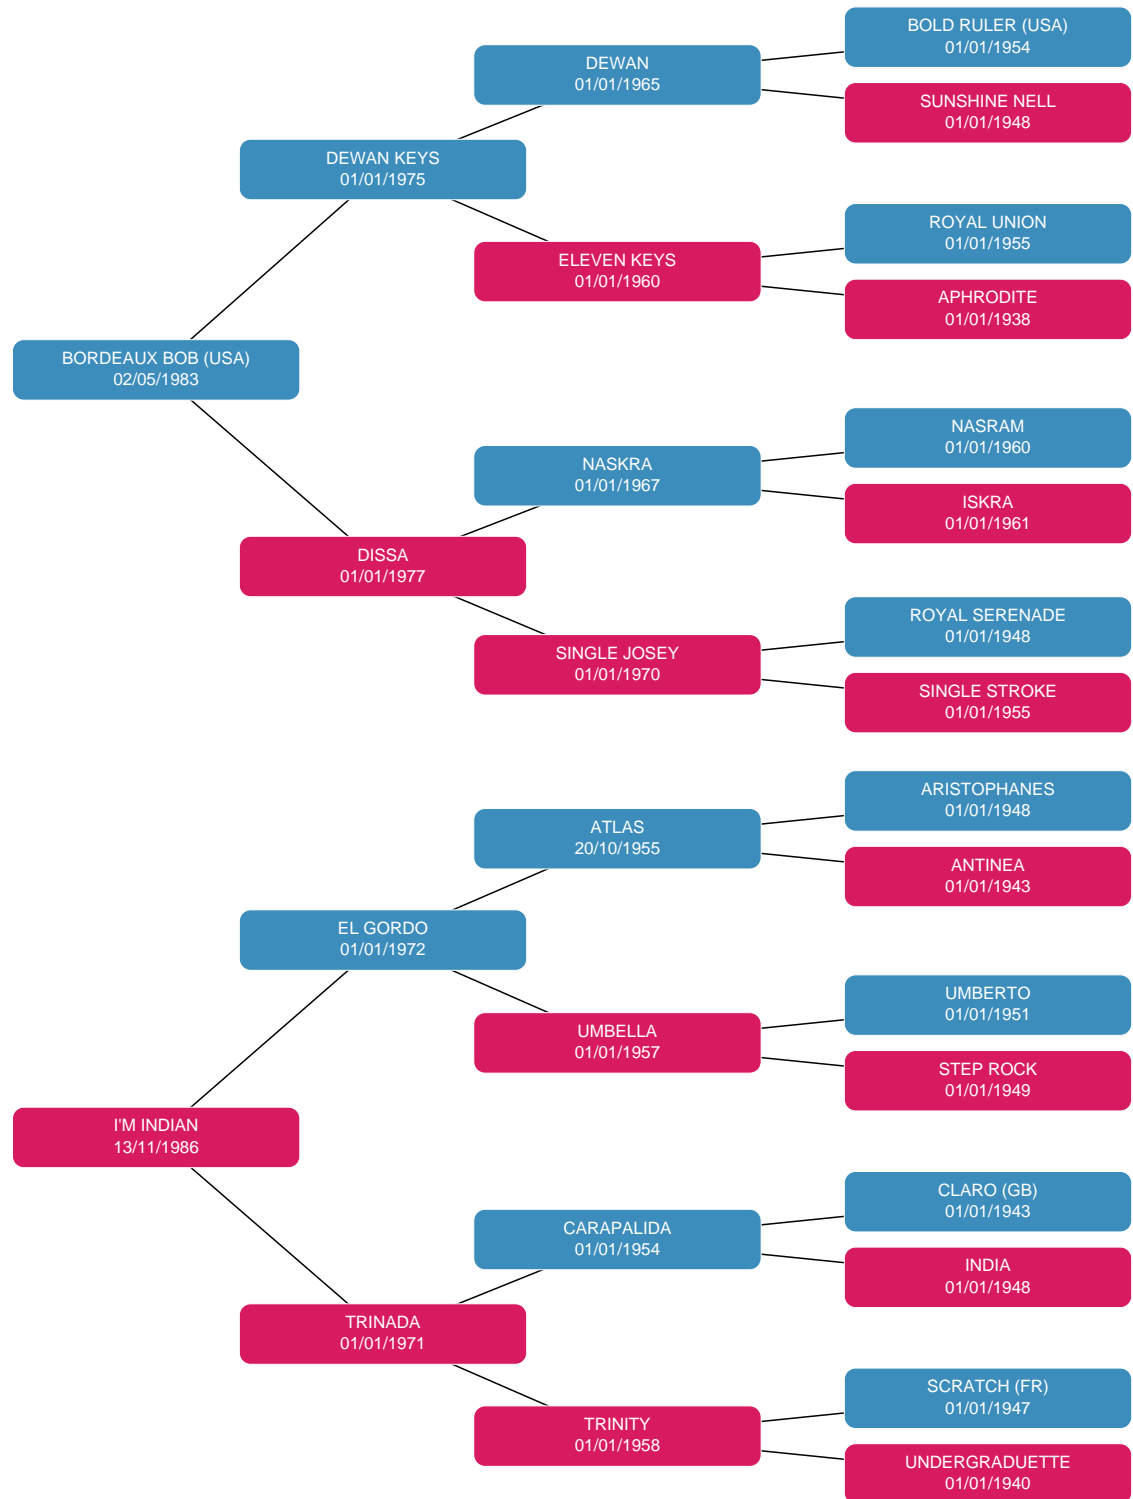 BOLD RULER (USA)
01/01/1954
DEWAN
01/01/1965
SUNSHINE NELL
01/01/1948
DEWAN KEYS
01/01/1975
ROYAL UNION
01/01/1955
ELEVEN KEYS
01/01/1960
APHRODITE
01/01/1938
BORDEAUX BOB (USA)
02/05/1983
NASRAM
01/01/1960
NASKRA
01/01/1967
ISKRA
01/01/1961
DISSA
01/01/1977
ROYAL SERENADE
01/01/1948
SINGLE JOSEY
01/01/1970
SINGLE STROKE
01/01/1955
ARISTOPHANES
01/01/1948
ATLAS
20/10/1955
ANTINEA
01/01/1943
EL GORDO
01/01/1972
UMBERTO
01/01/1951
UMBELLA
01/01/1957
STEP ROCK
01/01/1949
I'M INDIAN
13/11/1986
CLARO (GB)
01/01/1943
CARAPALIDA
01/01/1954
INDIA
01/01/1948
TRINADA
01/01/1971
SCRATCH (FR)
01/01/1947
TRINITY
01/01/1958
UNDERGRADUETTE
01/01/1940